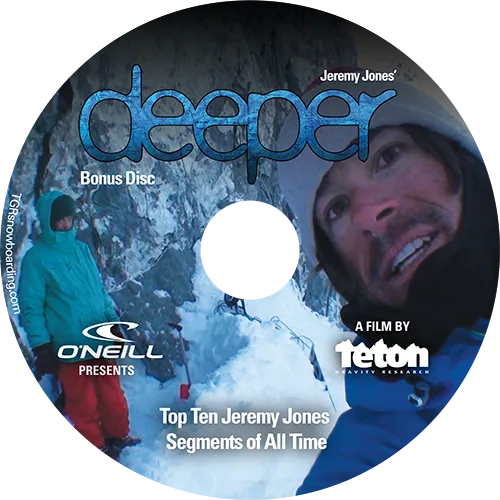 Jeremy Jones'
deeper
Bonus Disc
TGRsnowboarding.com
O'NEILL
PRESENTS
A FILM BY
Teton
GRAVITY RESEARCH
Top Ten Jeremy Jones
Segments of All Time